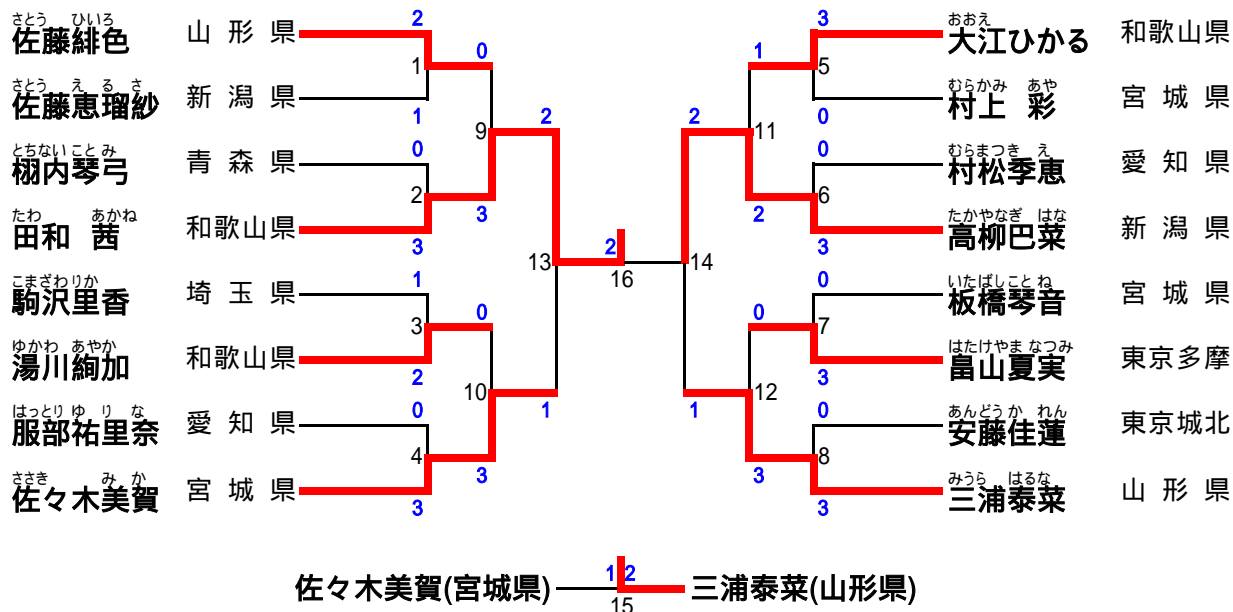 さとう ひいろ
佐藤緋色 山形県
2
0
1
さとう え る さ
佐藤恵瑠紗 新潟県
1
9
2
とちない こと み
栩内琴弓 青森県
0
2
3
たわ あかね
田和 茜 和歌山県
3
13
2
16
こまざわ りか
駒沢里香 埼玉県
1
0
3
ゆかわ あやか
湯川絢加 和歌山県
2
10
1
はっとり ゆ り な
服部祐里奈 愛知県
0
4
3
ささき み か
佐々木美賀 宮城県
3
おおえ
3
大江ひかる 和歌山県
1
5
むらかみ あや
村上 彩 宮城県
0
2
11
むらまつ き え
村松季恵 愛知県
0
6
2
たかやなぎ はな
高柳巴菜 新潟県
3
14
いたばし こと ね
板橋琴音 宮城県
0
0
7
はたけやま なつみ
畠山夏実 東京多摩
3
12
1
あんどう か れん
安藤佳蓮 東京城北
0
8
3
みうら はるな
三浦泰菜 山形県
3
佐々木美賀(宮城県) 1 2 三浦泰菜(山形県)
15